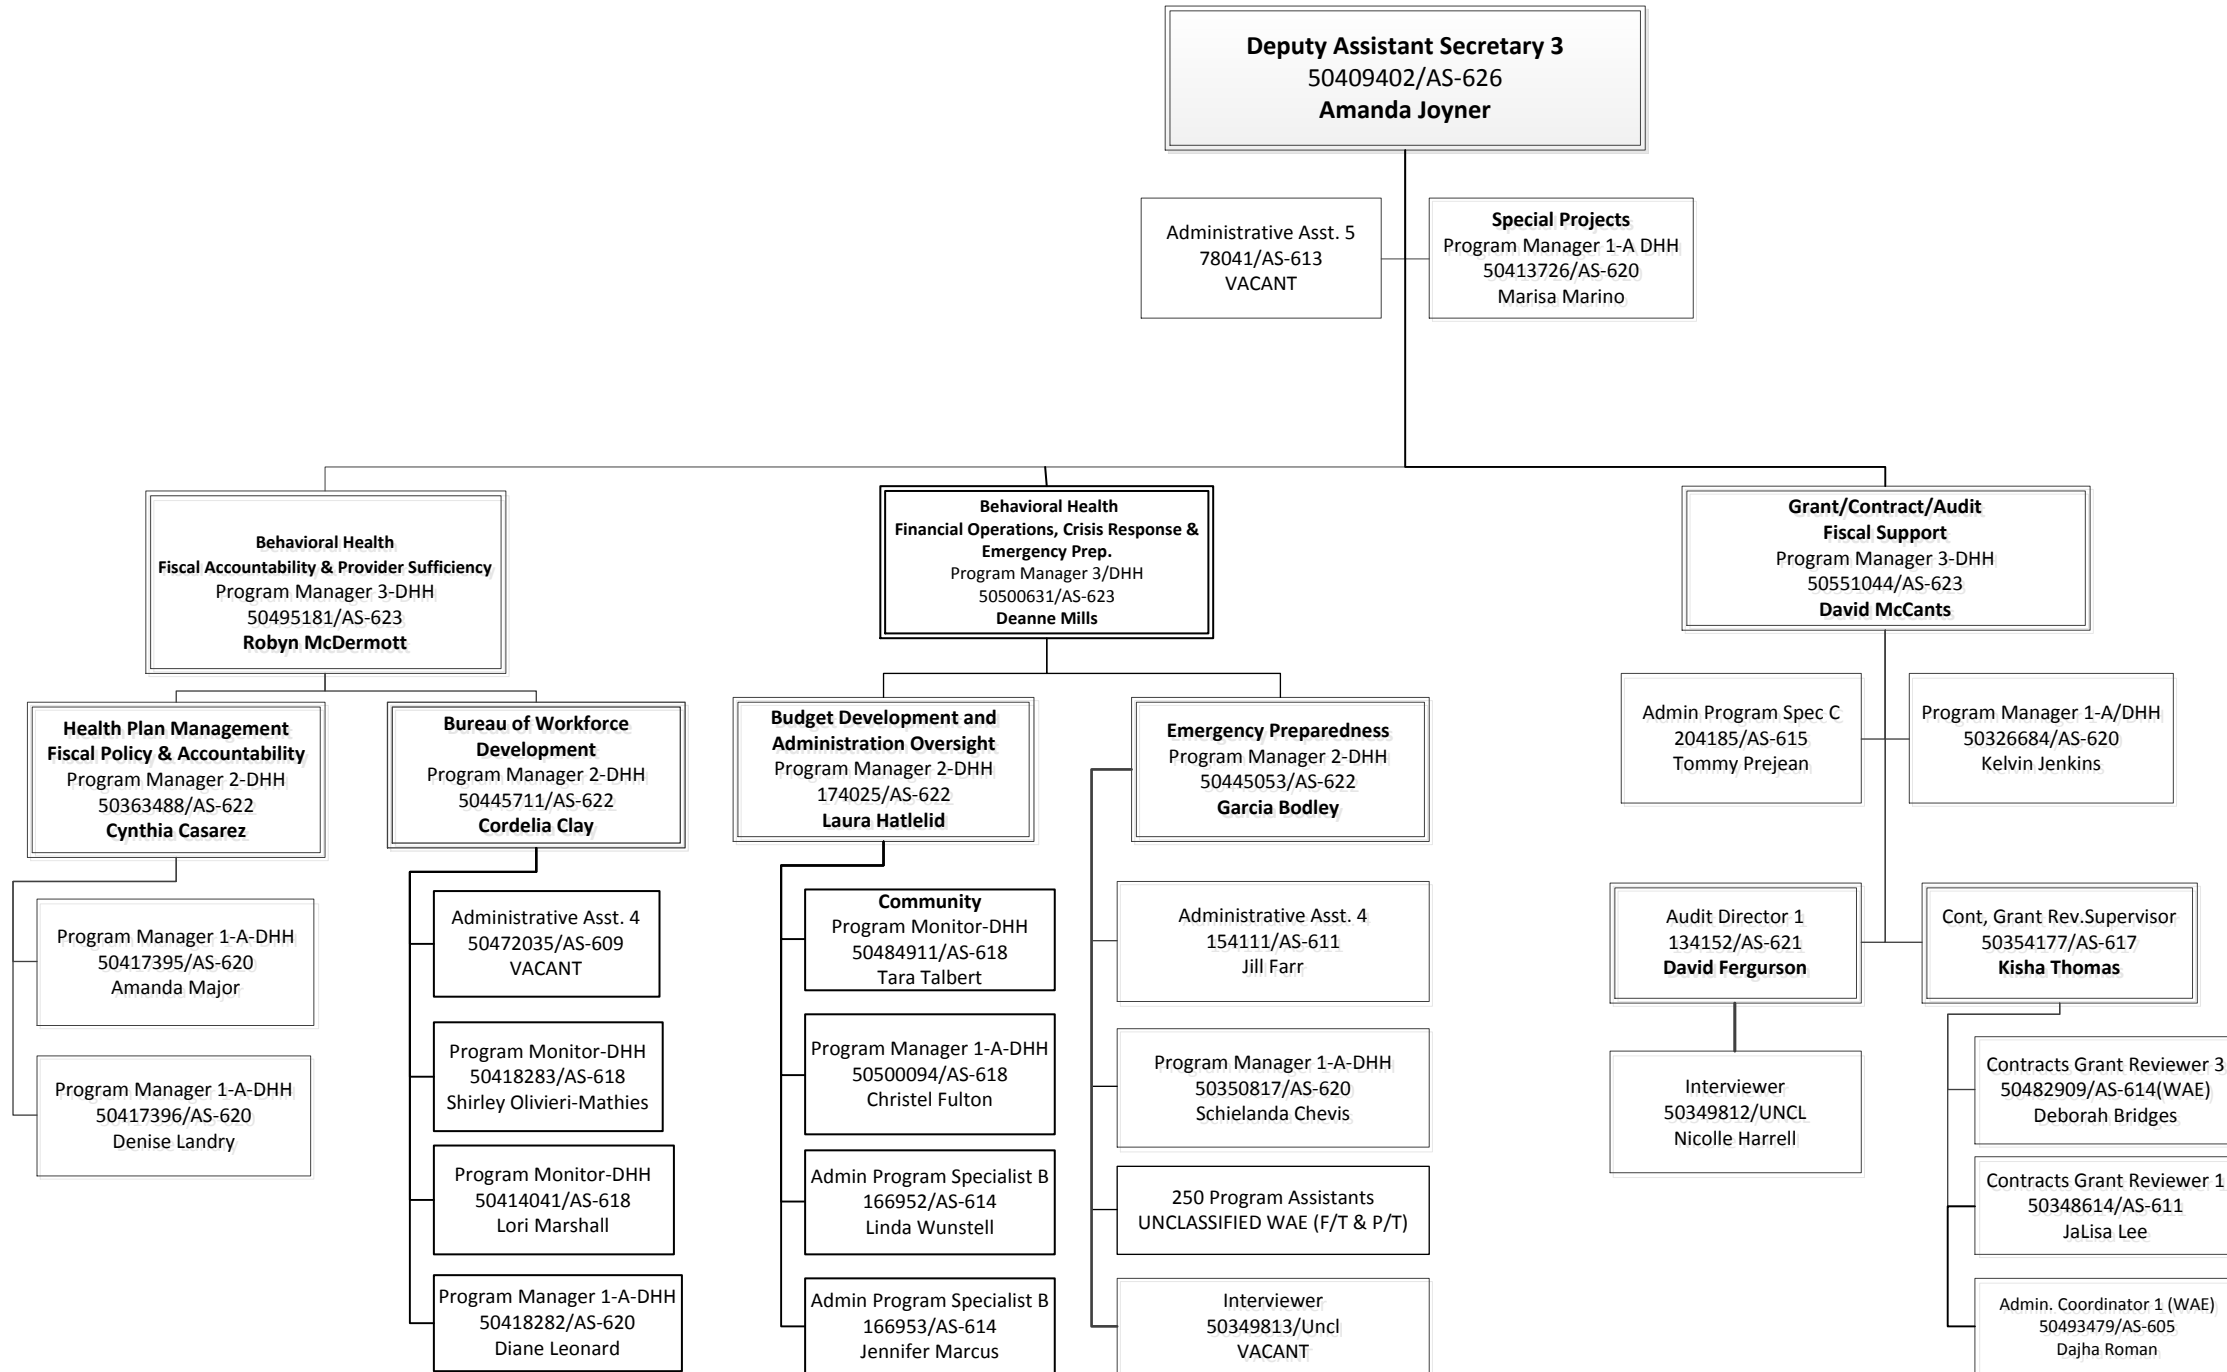 Deputy Assistant Secretary 3
50409402/AS-626
Amanda Joyner
Administrative Asst. 5
78041/AS-613
VACANT
Special Projects
Program Manager 1-A DHH
50413726/AS-620
Marisa Marino
Behavioral Health
Fiscal Accountability & Provider Sufficiency
Program Manager 3-DHH
50495181/AS-623
Robyn McDermott
Behavioral Health
Financial Operations, Crisis Response &
Emergency Prep.
Program Manager 3/DHH
50500631/AS-623
Deanne Mills
Grant/Contract/Audit
Fiscal Support
Program Manager 3-DHH
50551044/AS-623
David McCants
Health Plan Management
Fiscal Policy & Accountability
Program Manager 2-DHH
50363488/AS-622
Cynthia Casarez
Bureau of Workforce
Development
Program Manager 2-DHH
50445711/AS-622
Cordelia Clay
Budget Development and
Administration Oversight
Program Manager 2-DHH
174025/AS-622
Laura Hatlelid
Emergency Preparedness
Program Manager 2-DHH
50445053/AS-622
Garcia Bodley
Admin Program Spec C
204185/AS-615
Tommy Prejean
Program Manager 1-A/DHH
50326684/AS-620
Kelvin Jenkins
Program Manager 1-A-DHH
50417395/AS-620
Amanda Major
Program Manager 1-A-DHH
50417396/AS-620
Denise Landry
Administrative Asst. 4
50472035/AS-609
VACANT
Program Monitor-DHH
50418283/AS-618
Shirley Olivieri-Mathies
Program Monitor-DHH
50414041/AS-618
Lori Marshall
Program Manager 1-A-DHH
50418282/AS-620
Diane Leonard
Community
Program Monitor-DHH
50484911/AS-618
Tara Talbert
Program Manager 1-A-DHH
50500094/AS-618
Christel Fulton
Admin Program Specialist B
166952/AS-614
Linda Wunstell
Admin Program Specialist B
166953/AS-614
Jennifer Marcus
Administrative Asst. 4
154111/AS-611
Jill Farr
Program Manager 1-A-DHH
50350817/AS-620
Schielanda Chevis
250 Program Assistants
UNCLASSIFIED WAE (F/T & P/T)
Interviewer
50349813/Uncl
VACANT
Audit Director 1
134152/AS-621
David Fergurson
Interviewer
50349812/UNCL
Nicolle Harrell
Cont, Grant Rev.Supervisor
50354177/AS-617
Kisha Thomas
Contracts Grant Reviewer 3
50482909/AS-614(WAE)
Deborah Bridges
Contracts Grant Reviewer 1
50348614/AS-611
JaLisa Lee
Admin. Coordinator 1 (WAE)
50493479/AS-605
Dajha Roman